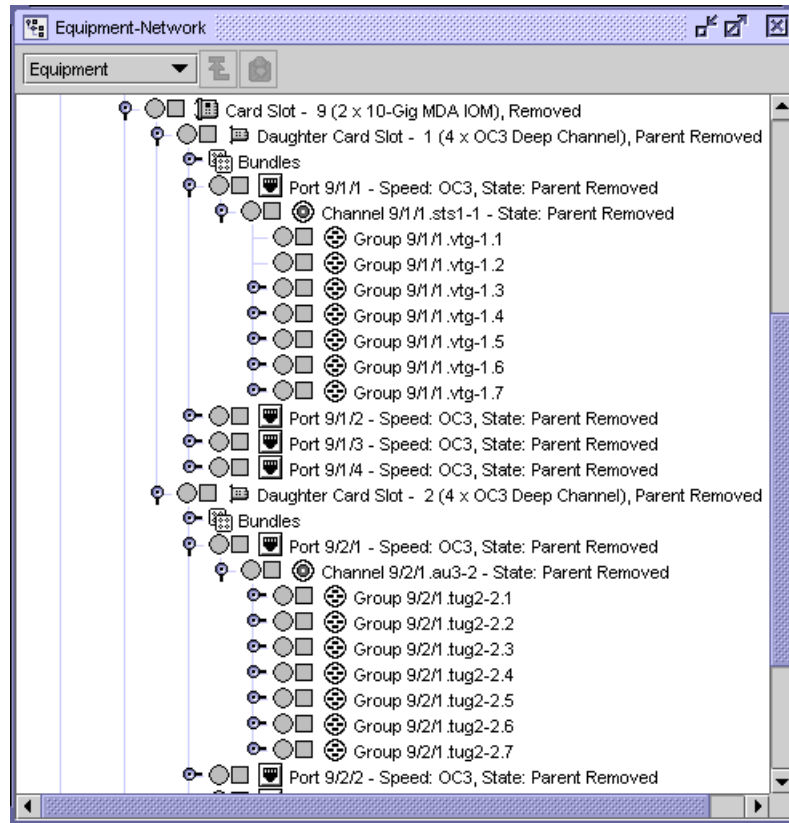 Equipment-Network
Equipment
Card Slot - 9 (2 x 10-Gig MDA IOM), Removed
Daughter Card Slot - 1 (4 x OC3 Deep Channel), Parent Removed
Bundles
Port 9/1/1 - Speed: OC3, State: Parent Removed
Channel 9/1/1.sts1-1 - State: Parent Removed
Group 9/1/1.vtg-1.1
Group 9/1/1.vtg-1.2
Group 9/1/1.vtg-1.3
Group 9/1/1.vtg-1.4
Group 9/1/1.vtg-1.5
Group 9/1/1.vtg-1.6
Group 9/1/1.vtg-1.7
Port 9/1/2 - Speed: OC3, State: Parent Removed
Port 9/1/3 - Speed: OC3, State: Parent Removed
Port 9/1/4 - Speed: OC3, State: Parent Removed
Daughter Card Slot - 2 (4 x OC3 Deep Channel), Parent Removed
Bundles
Port 9/2/1 - Speed: OC3, State: Parent Removed
Channel 9/2/1.au3-2 - State: Parent Removed
Group 9/2/1.tug2-2.1
Group 9/2/1.tug2-2.2
Group 9/2/1.tug2-2.3
Group 9/2/1.tug2-2.4
Group 9/2/1.tug2-2.5
Group 9/2/1.tug2-2.6
Group 9/2/1.tug2-2.7
Port 9/2/2 - Speed: OC3, State: Parent Removed